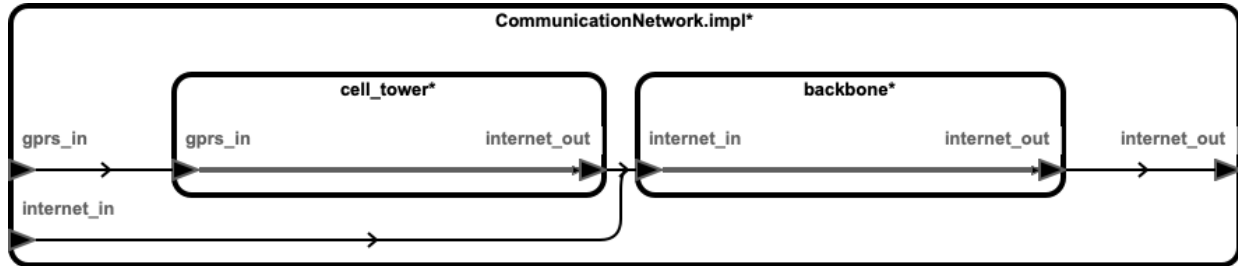 CommunicationNetwork.impl*
cell_tower*
backbone*
gprs_in
gprs_in
internet_out
internet_in
internet_out
internet_out
internet_in